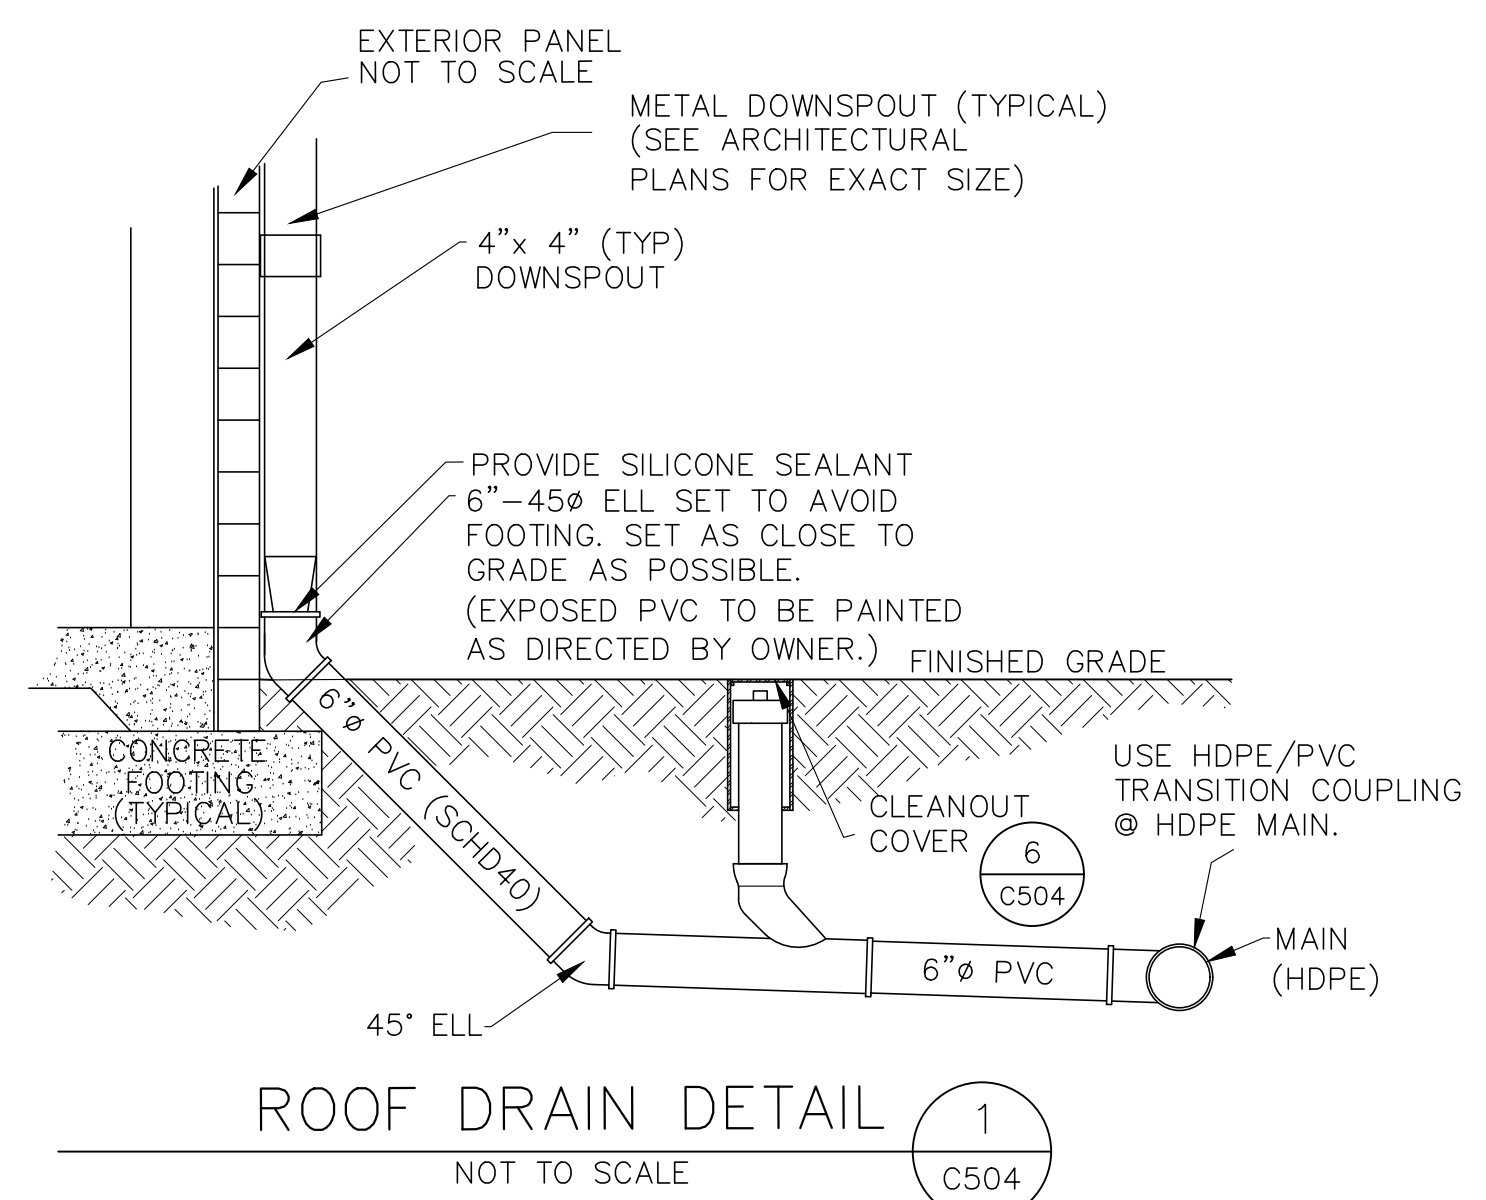 EXTERIOR PANEL
NOT TO SCALE
METAL DOWNSPOUT (TYPICAL)
(SEE ARCHITECTURAL
PLANS FOR EXACT SIZE)
4”x 4” (TYP)
DOWNSPOUT
PROVIDE SILICONE SEALANT
6”–45ø ELL SET TO AVOID
FOOTING. SET AS CLOSE TO
GRADE AS POSSIBLE.
(EXPOSED PVC TO BE PAINTED
AS DIRECTED BY OWNER.)
FINISHED GRADE
6”ø PVC (SCHD40)
CONCRETE
FOOTING
(TYPICAL)
USE HDPE/PVC
TRANSITION COUPLING
@ HDPE MAIN.
CLEANOUT
COVER
6
C504
MAIN
(HDPE)
6”ø PVC
45° ELL
ROOF DRAIN DETAIL
NOT TO SCALE
1
C504